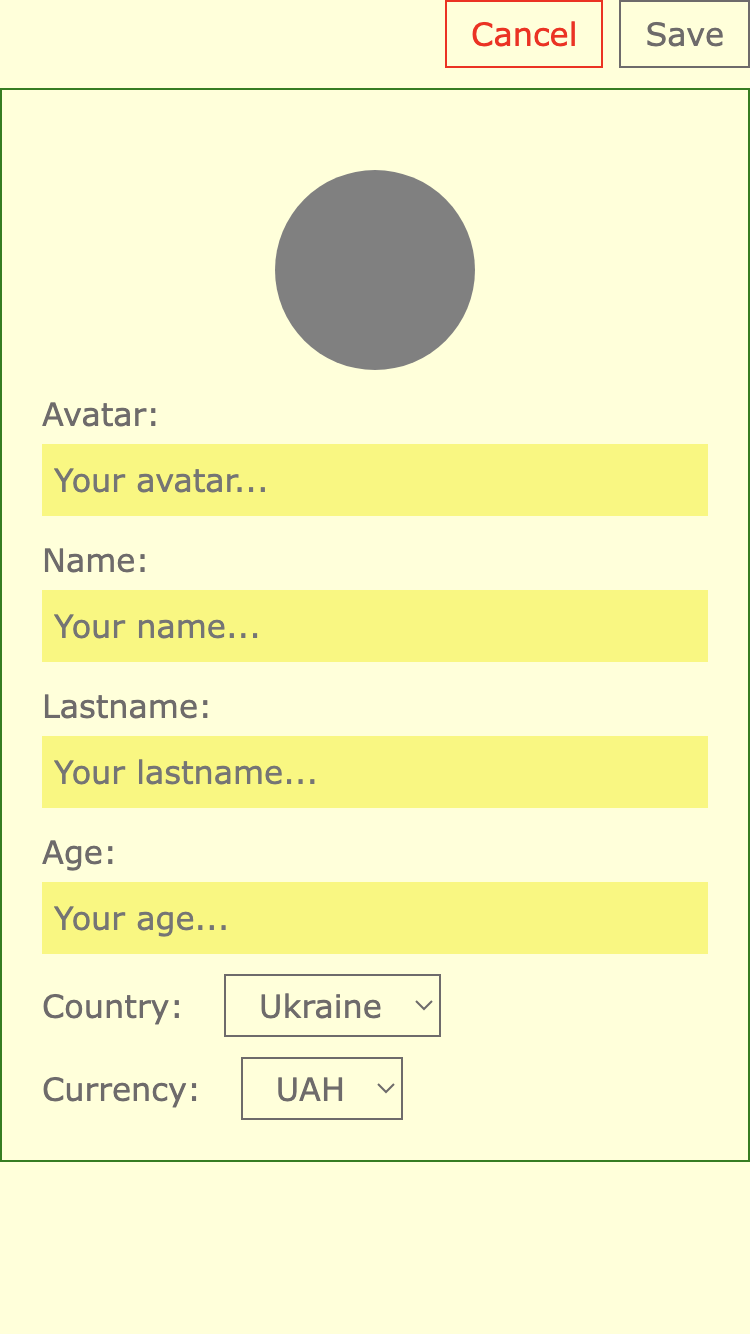 Cancel Save
Avatar:
Your avatar...
Name:
Your name...
Lastname:
Your lastname...
Age:
Your age...
Country: Ukraine
Currency: UAH